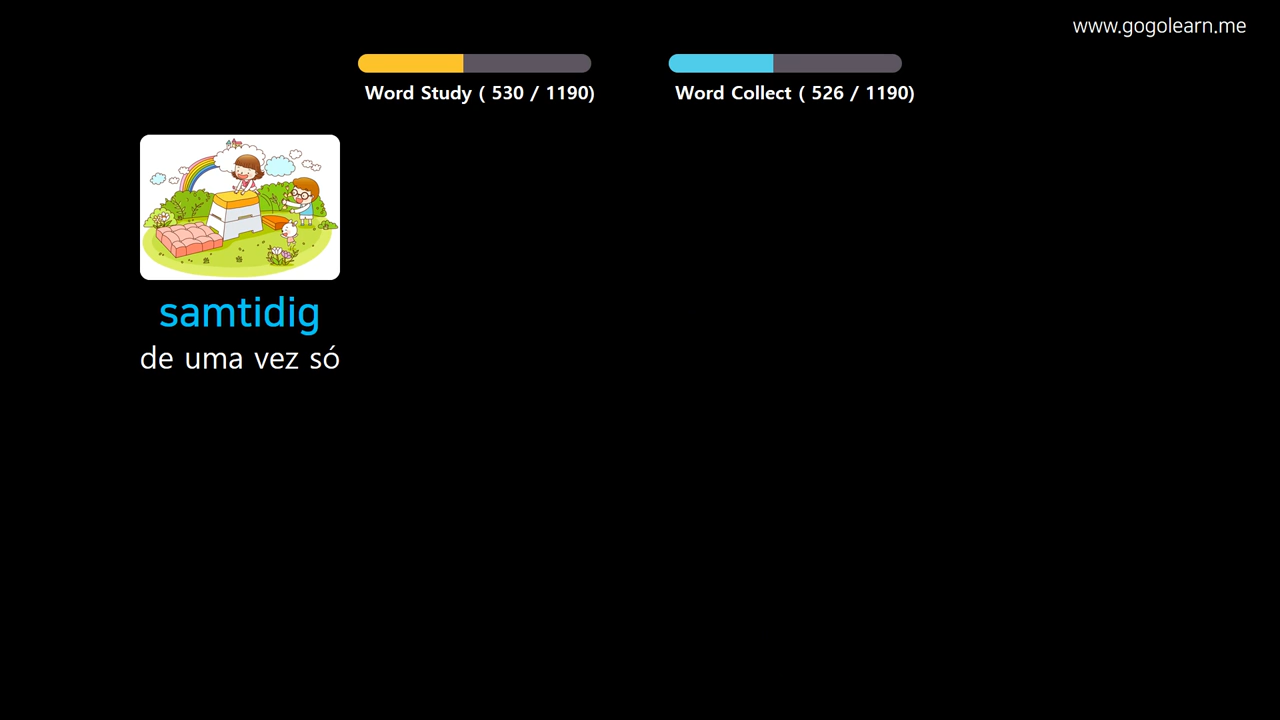 www.gogolearn.me
Word Study ( 530 / 1190)
Word Collect ( 526 / 1190)
samtidig
de uma vez só